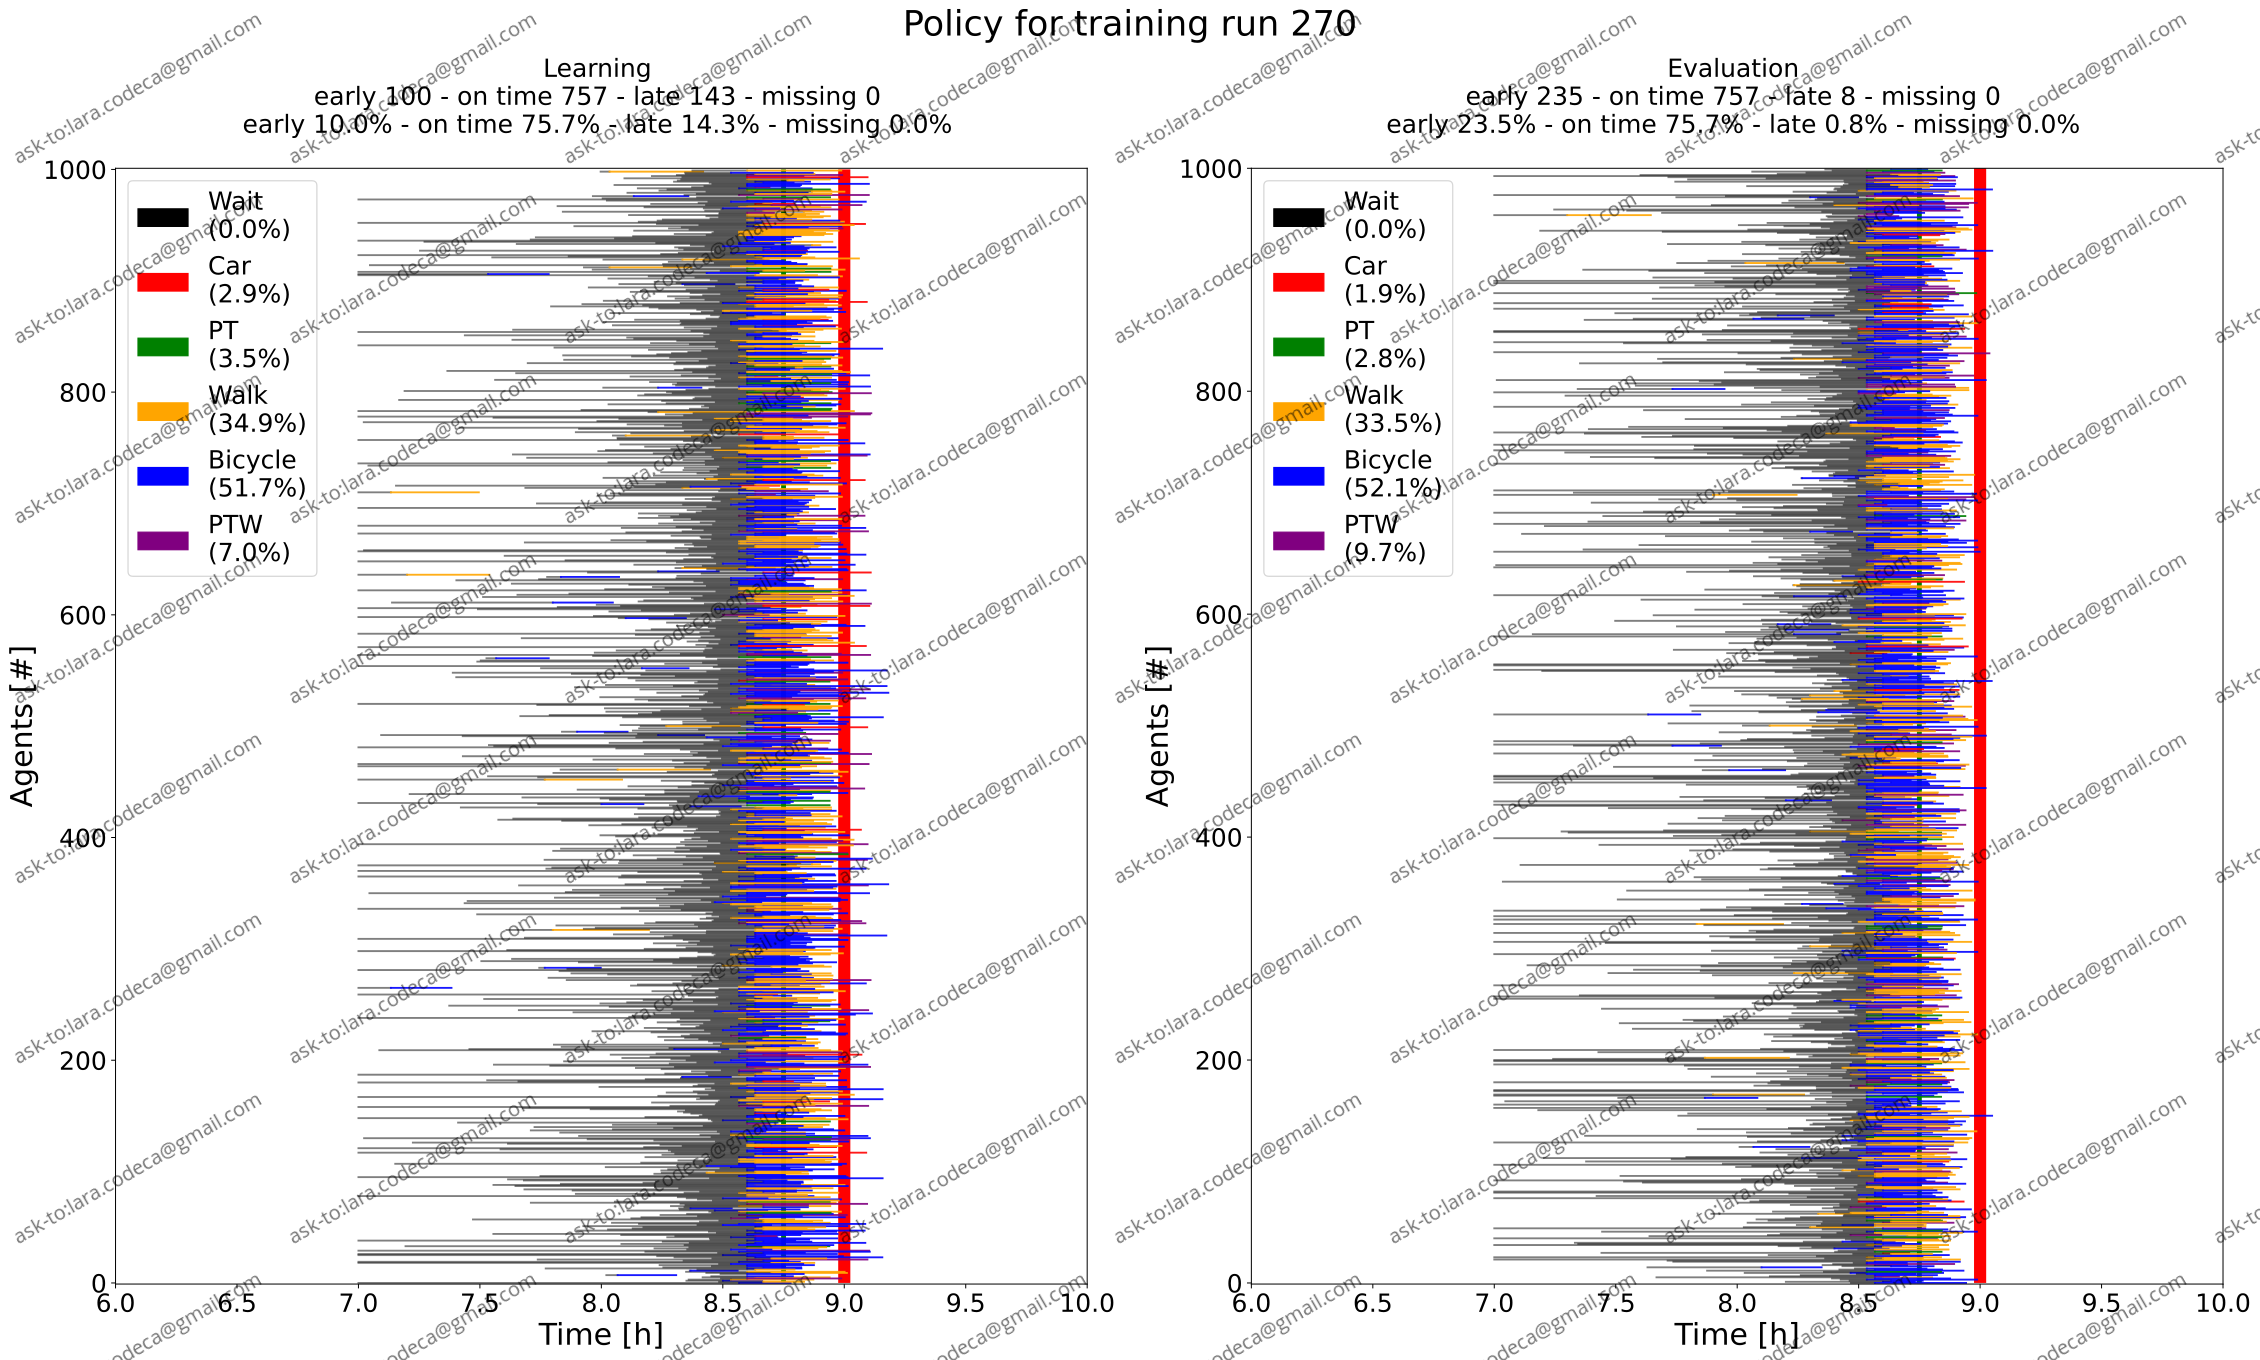 Policy for training run 270
Learning
early 100 - on time 757 - late 143 - missing 0
early 10.0% - on time 75.7% - late 14.3% - missing 0.0%
Evaluation
early 235 - on time 757 - late 8 - missing 0
early 23.5% - on time 75.7% - late 0.8% - missing 0.0%
Agents [#]
1000
800
600
400
200
0
Wait
(0.0%)
Car
(2.9%)
PT
(3.5%)
Walk
(34.9%)
Bicycle
(51.7%)
PTW
(7.0%)
6.0 6.5 7.0 7.5 8.0 8.5 9.0 9.5 10.0
Time [h]
Agents [#]
1000
800
600
400
200
0
Wait
(0.0%)
Car
(1.9%)
PT
(2.8%)
Walk
(33.5%)
Bicycle
(52.1%)
PTW
(9.7%)
6.0 6.5 7.0 7.5 8.0 8.5 9.0 9.5 10.0
Time [h]
ask-to:lara.codeca@gmail.com